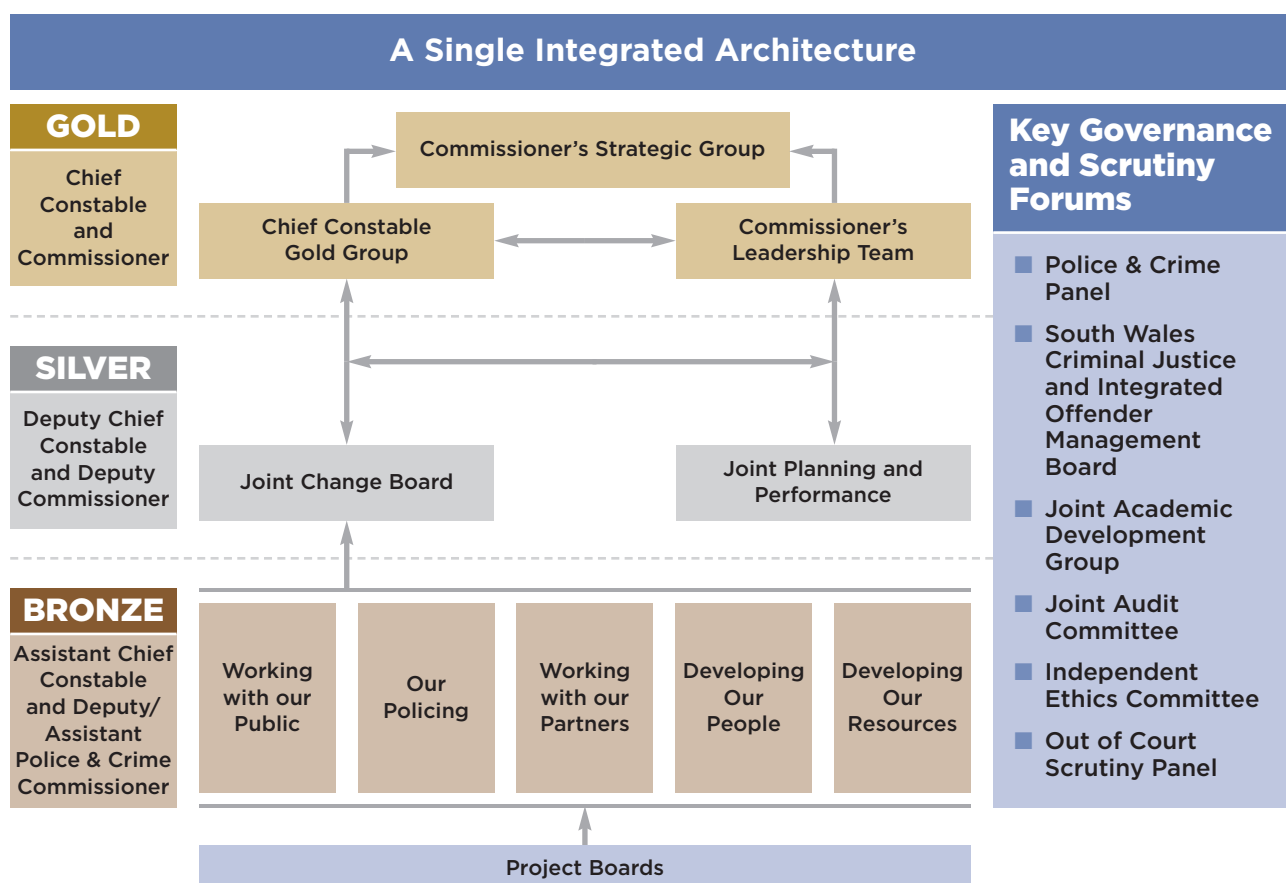 A Single Integrated Architecture
GOLD
Chief
Constable
and
Commissioner
Commissioner's Strategic Group
Chief Constable
Gold Group
Commissioner's
Leadership Team
SILVER
Deputy Chief
Constable
and Deputy
Commissioner
Joint Change Board
Joint Planning and
Performance
BRONZE
Assistant Chief
Constable
and Deputy/
Assistant
Police & Crime
Commissioner
Working
with our
Public
Our
Policing
Working
with our
Partners
Developing
Our
People
Developing
Our
Resources
Project Boards
Key Governance
and Scrutiny
Forums
Police & Crime
Panel
South Wales
Criminal Justice
and Integrated
Offender
Management
Board
Joint Academic
Development
Group
Joint Audit
Committee
Independent
Ethics Committee
Out of Court
Scrutiny Panel